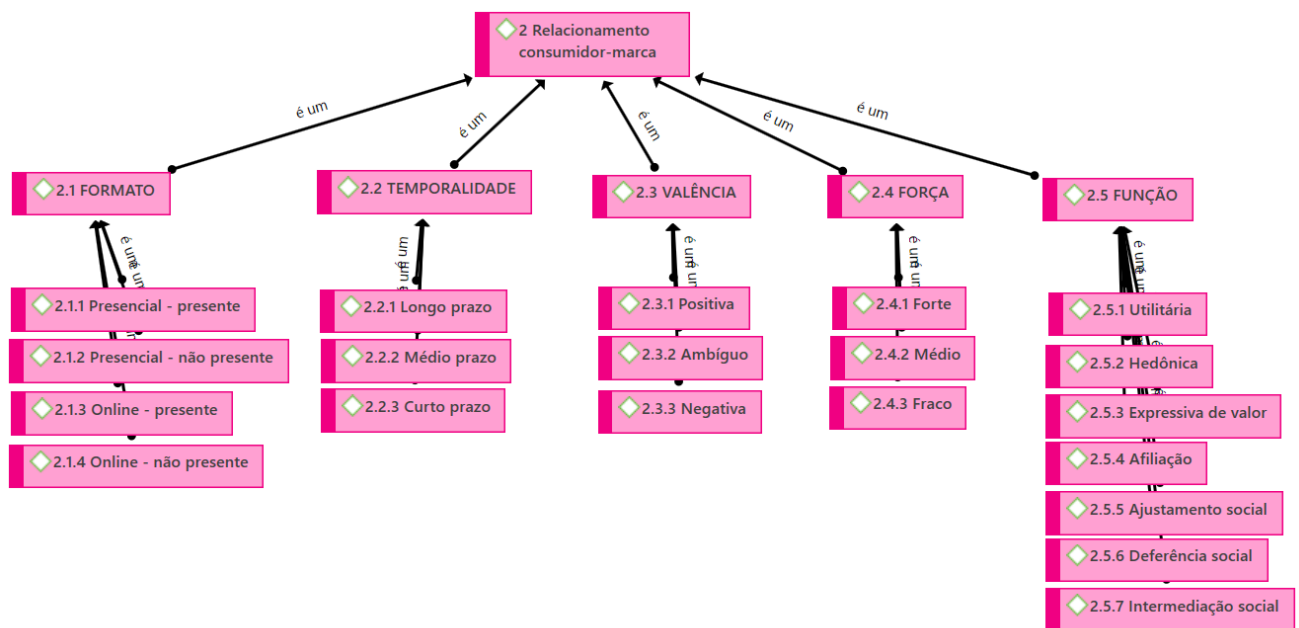 2 Relacionamento
consumidor-marca
é um
é um
é um
é um
é um
2.1 FORMATO
2.2 TEMPORALIDADE
2.3 VALÊNCIA
2.4 FORÇA
2.5 FUNÇÃO
é um
é um
é um
é um
é um
2.1.1 Presencial - presente
2.1.2 Presencial - não presente
2.1.3 Online - presente
2.1.4 Online - não presente
2.2.1 Longo prazo
2.2.2 Médio prazo
2.2.3 Curto prazo
2.3.1 Positiva
2.3.2 Ambíguo
2.3.3 Negativa
2.4.1 Forte
2.4.2 Médio
2.4.3 Fraco
2.5.1 Utilitária
2.5.2 Hedônica
2.5.3 Expressiva de valor
2.5.4 Afiliação
2.5.5 Ajustamento social
2.5.6 Deferência social
2.5.7 Intermediação social